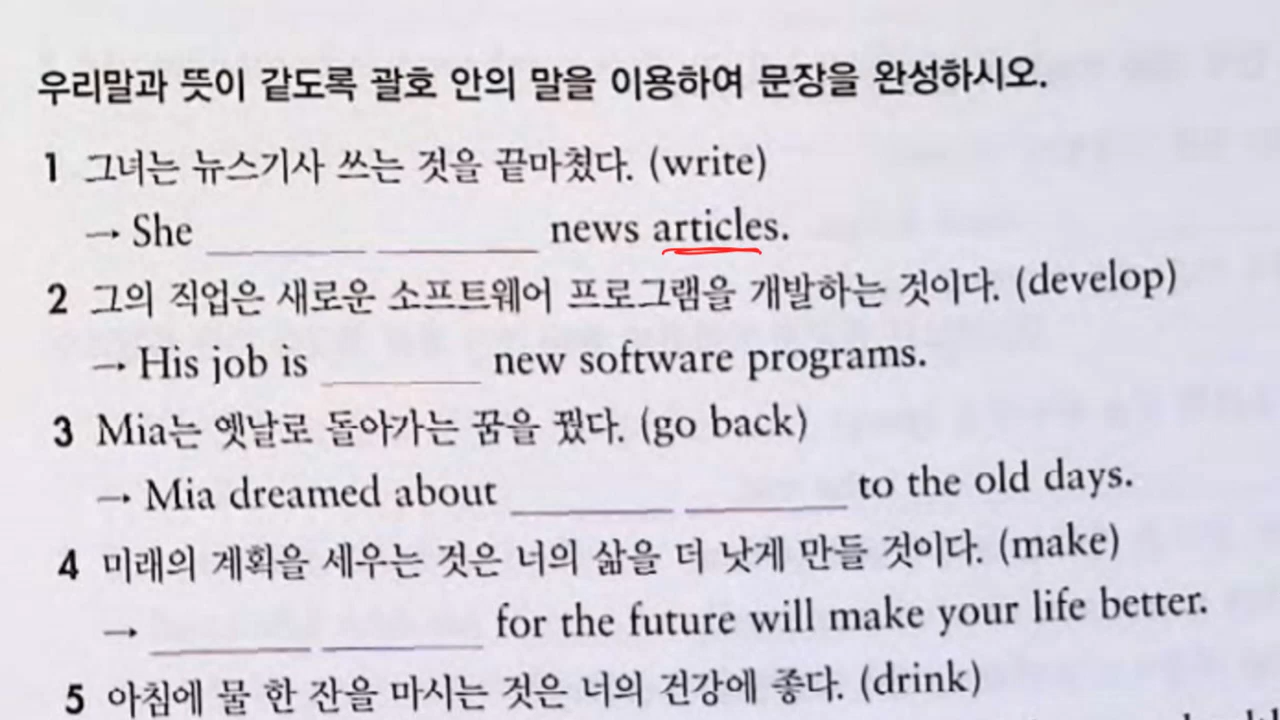 우리말과 뜻이 같도록 괄호 안의 말을 이용하여 문장을 완성하시오.
1 그녀는 뉴스기사 쓰는 것을 끝마쳤다. (write)
→ She ________ ________ news articles.
2 그의 직업은 새로운 소프트웨어 프로그램을 개발하는 것이다. (develop)
→ His job is ________ new software programs.
3 Mia는 옛날로 돌아가는 꿈을 꿨다. (go back)
→ Mia dreamed about ________ ________ to the old days.
4 미래의 계획을 세우는 것은 너의 삶을 더 낫게 만들 것이다. (make)
→ ________ ________ for the future will make your life better.
5 아침에 물 한 잔을 마시는 것은 너의 건강에 좋다. (drink)